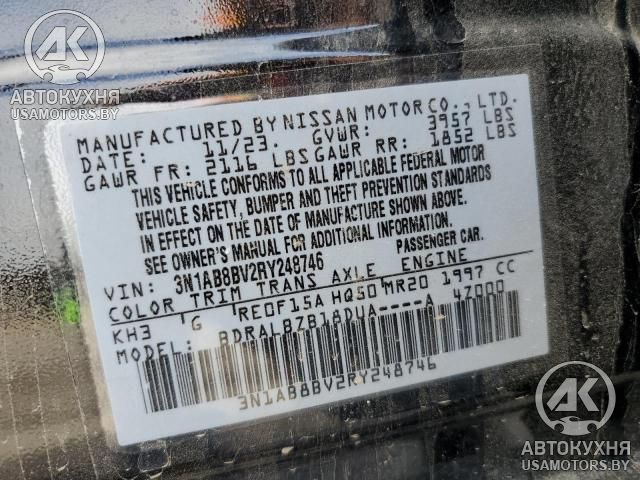 АК
АВТОКУХНЯ
USAMOTORS.BY
MANUFACTURED BY NISSAN MOTOR CO., LTD.
DATE: 11/23. GVWR: 3957 LBS
GAWR FR: 2116 LBS GAWR RR: 1852 LBS
THIS VEHICLE CONFORMS TO ALL APPLICABLE FEDERAL MOTOR
VEHICLE SAFETY, BUMPER AND THEFT PREVENTION STANDARDS
IN EFFECT ON THE DATE OF MANUFACTURE SHOWN ABOVE.
SEE OWNER'S MANUAL FOR ADDITIONAL INFORMATION.
VIN: 3N1AB8BV2RY248746 PASSENGER CAR.
COLOR TRIM TRANS AXLE ENGINE
KH3 G RE0F15A HQ50 MR20 1997 CC
MODEL: BDRALBZB18DUA----A 4Z000
3N1AB8BV2RY248746
АК
АВТОКУХНЯ
USAMOTORS.BY